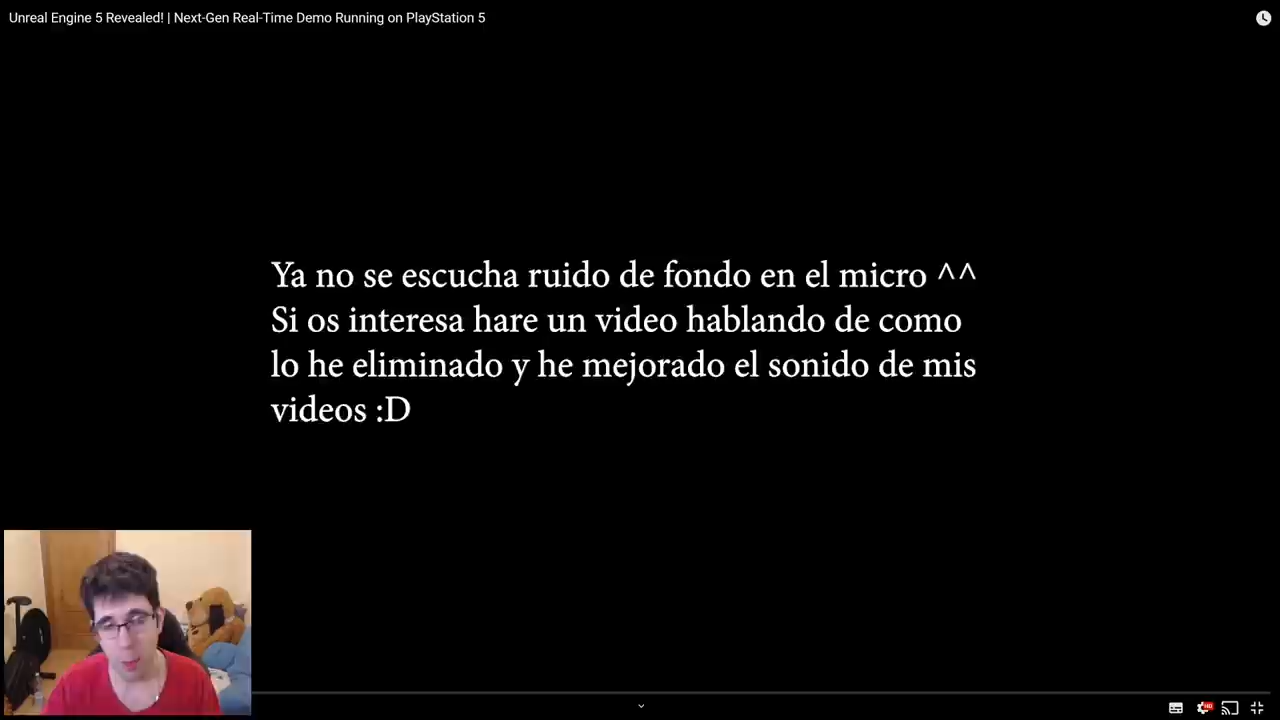 Unreal Engine 5 Revealed! | Next-Gen Real-Time Demo Running on PlayStation 5
Ya no se escucha ruido de fondo en el micro ^^
Si os interesa hare un video hablando de como
lo he eliminado y he mejorado el sonido de mis
videos :D
HD